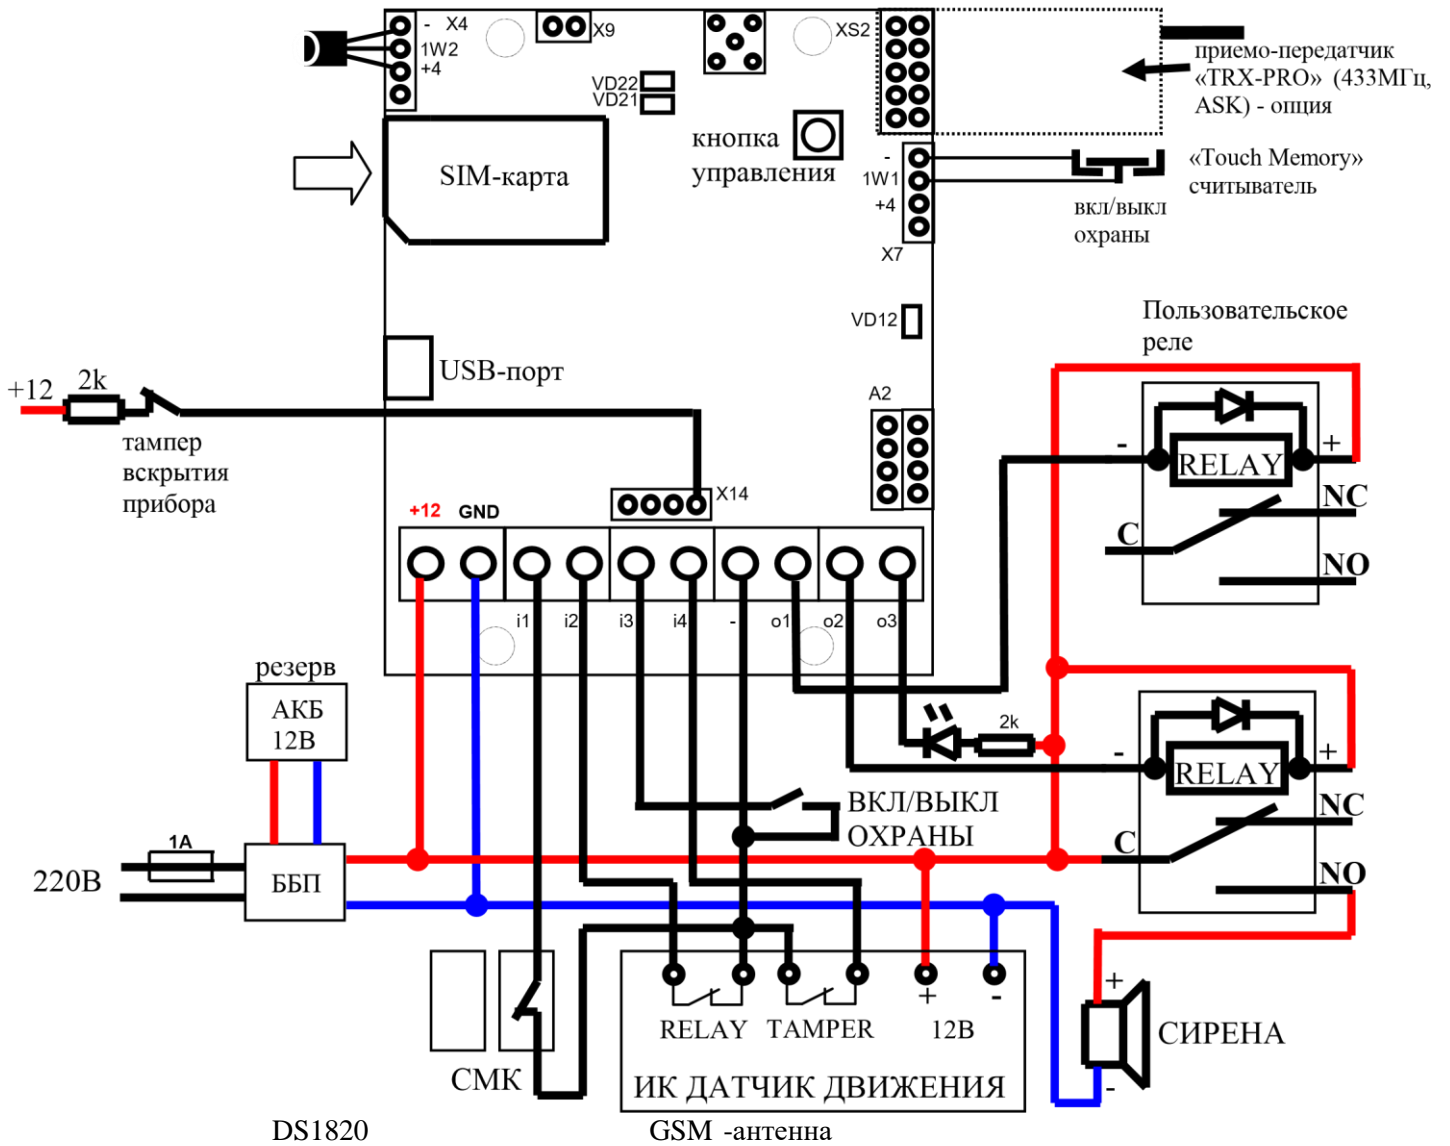 - X4
1W2
+4
X9
XS2
VD22
VD21
кнопка
управления
SIM-карта
приемо-передатчик
«TRX-PRO» (433МГц,
ASK) - опция
-
1W1
+4
X7
«Touch Memory»
считыватель
вкл/выкл
охраны
VD12
USB-порт
A2
Пользовательское
реле
+12
2k
тампер
вскрытия
прибора
X14
+12 GND
i1 i2 i3 i4 - o1 o2 o3
- RELAY +
NC
C
NO
резерв
АКБ
12В
2k
- RELAY +
NC
C
NO
ВКЛ/ВЫКЛ
ОХРАНЫ
1А
220В
ББП
СМК
RELAY TAMPER
+ 12В -
ИК ДАТЧИК ДВИЖЕНИЯ
+
СИРЕНА
-
DS1820
GSM -антенна